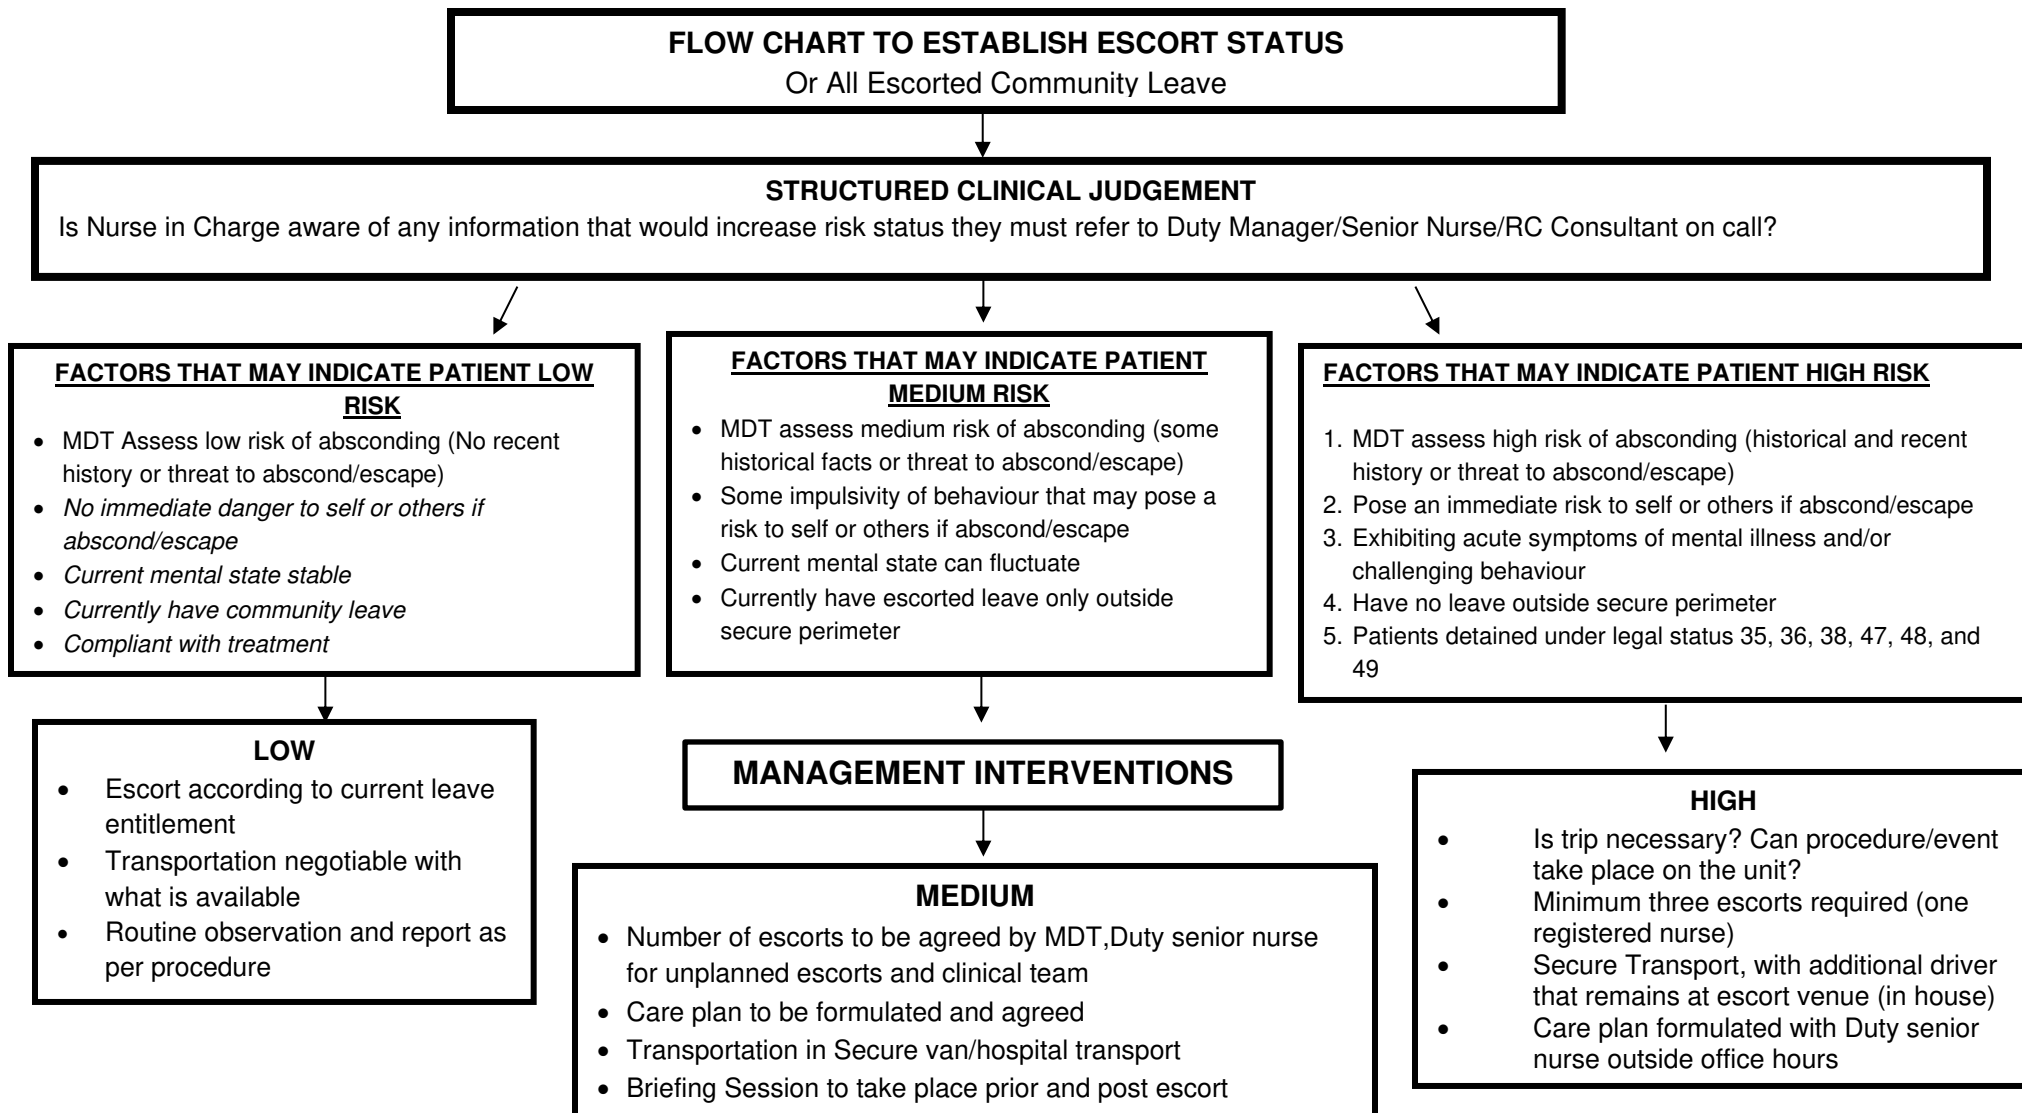 FLOW CHART TO ESTABLISH ESCORT STATUS
Or All Escorted Community Leave
STRUCTURED CLINICAL JUDGEMENT
Is Nurse in Charge aware of any information that would increase risk status they must refer to Duty Manager/Senior Nurse/RC Consultant on call?
FACTORS THAT MAY INDICATE PATIENT LOW
RISK
• MDT Assess low risk of absconding (No recent
history or threat to abscond/escape)
• No immediate danger to self or others if
abscond/escape
• Current mental state stable
• Currently have community leave
• Compliant with treatment
FACTORS THAT MAY INDICATE PATIENT
MEDIUM RISK
• MDT assess medium risk of absconding (some
historical facts or threat to abscond/escape)
• Some impulsivity of behaviour that may pose a
risk to self or others if abscond/escape
• Current mental state can fluctuate
• Currently have escorted leave only outside
secure perimeter
FACTORS THAT MAY INDICATE PATIENT HIGH RISK
1. MDT assess high risk of absconding (historical and recent
history or threat to abscond/escape)
2. Pose an immediate risk to self or others if abscond/escape
3. Exhibiting acute symptoms of mental illness and/or
challenging behaviour
4. Have no leave outside secure perimeter
5. Patients detained under legal status 35, 36, 38, 47, 48, and
49
LOW
• Escort according to current leave
entitlement
• Transportation negotiable with
what is available
• Routine observation and report as
per procedure
MANAGEMENT INTERVENTIONS
MEDIUM
• Number of escorts to be agreed by MDT,Duty senior nurse
for unplanned escorts and clinical team
• Care plan to be formulated and agreed
• Transportation in Secure van/hospital transport
• Briefing Session to take place prior and post escort
HIGH
• Is trip necessary? Can procedure/event
take place on the unit?
• Minimum three escorts required (one
registered nurse)
• Secure Transport, with additional driver
that remains at escort venue (in house)
• Care plan formulated with Duty senior
nurse outside office hours